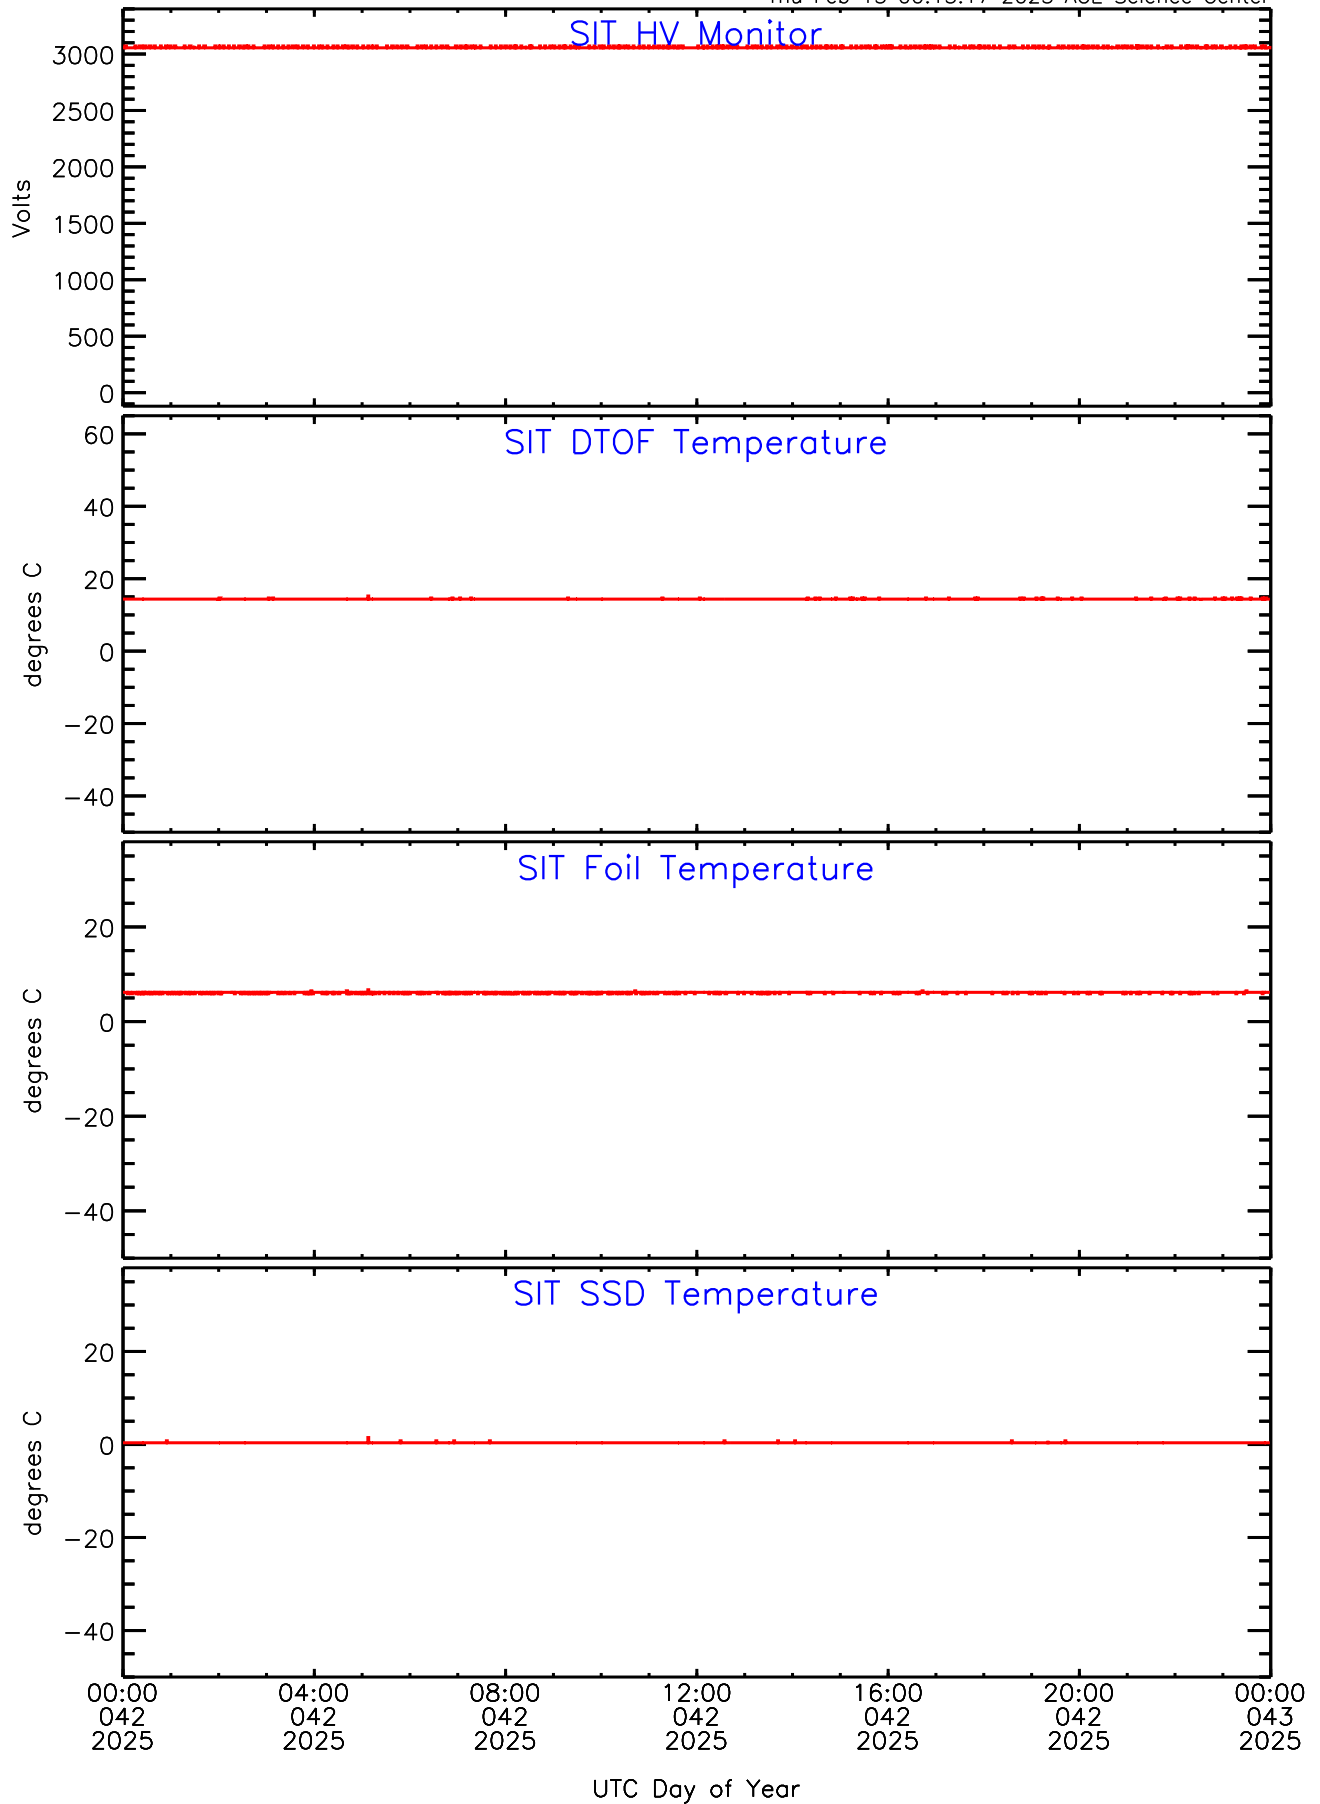 SIT HV Monitor
3000
2500
2000
1500
1000
500
0
Volts
SIT DTOF Temperature
60
40
20
0
−20
−40
degrees C
SIT Foil Temperature
20
0
−20
−40
degrees C
SIT SSD Temperature
20
0
−20
−40
degrees C
00:00 04:00 08:00 12:00 16:00 20:00 00:00
042 042 042 042 042 042 043
2025 2025 2025 2025 2025 2025 2025
UTC Day of Year